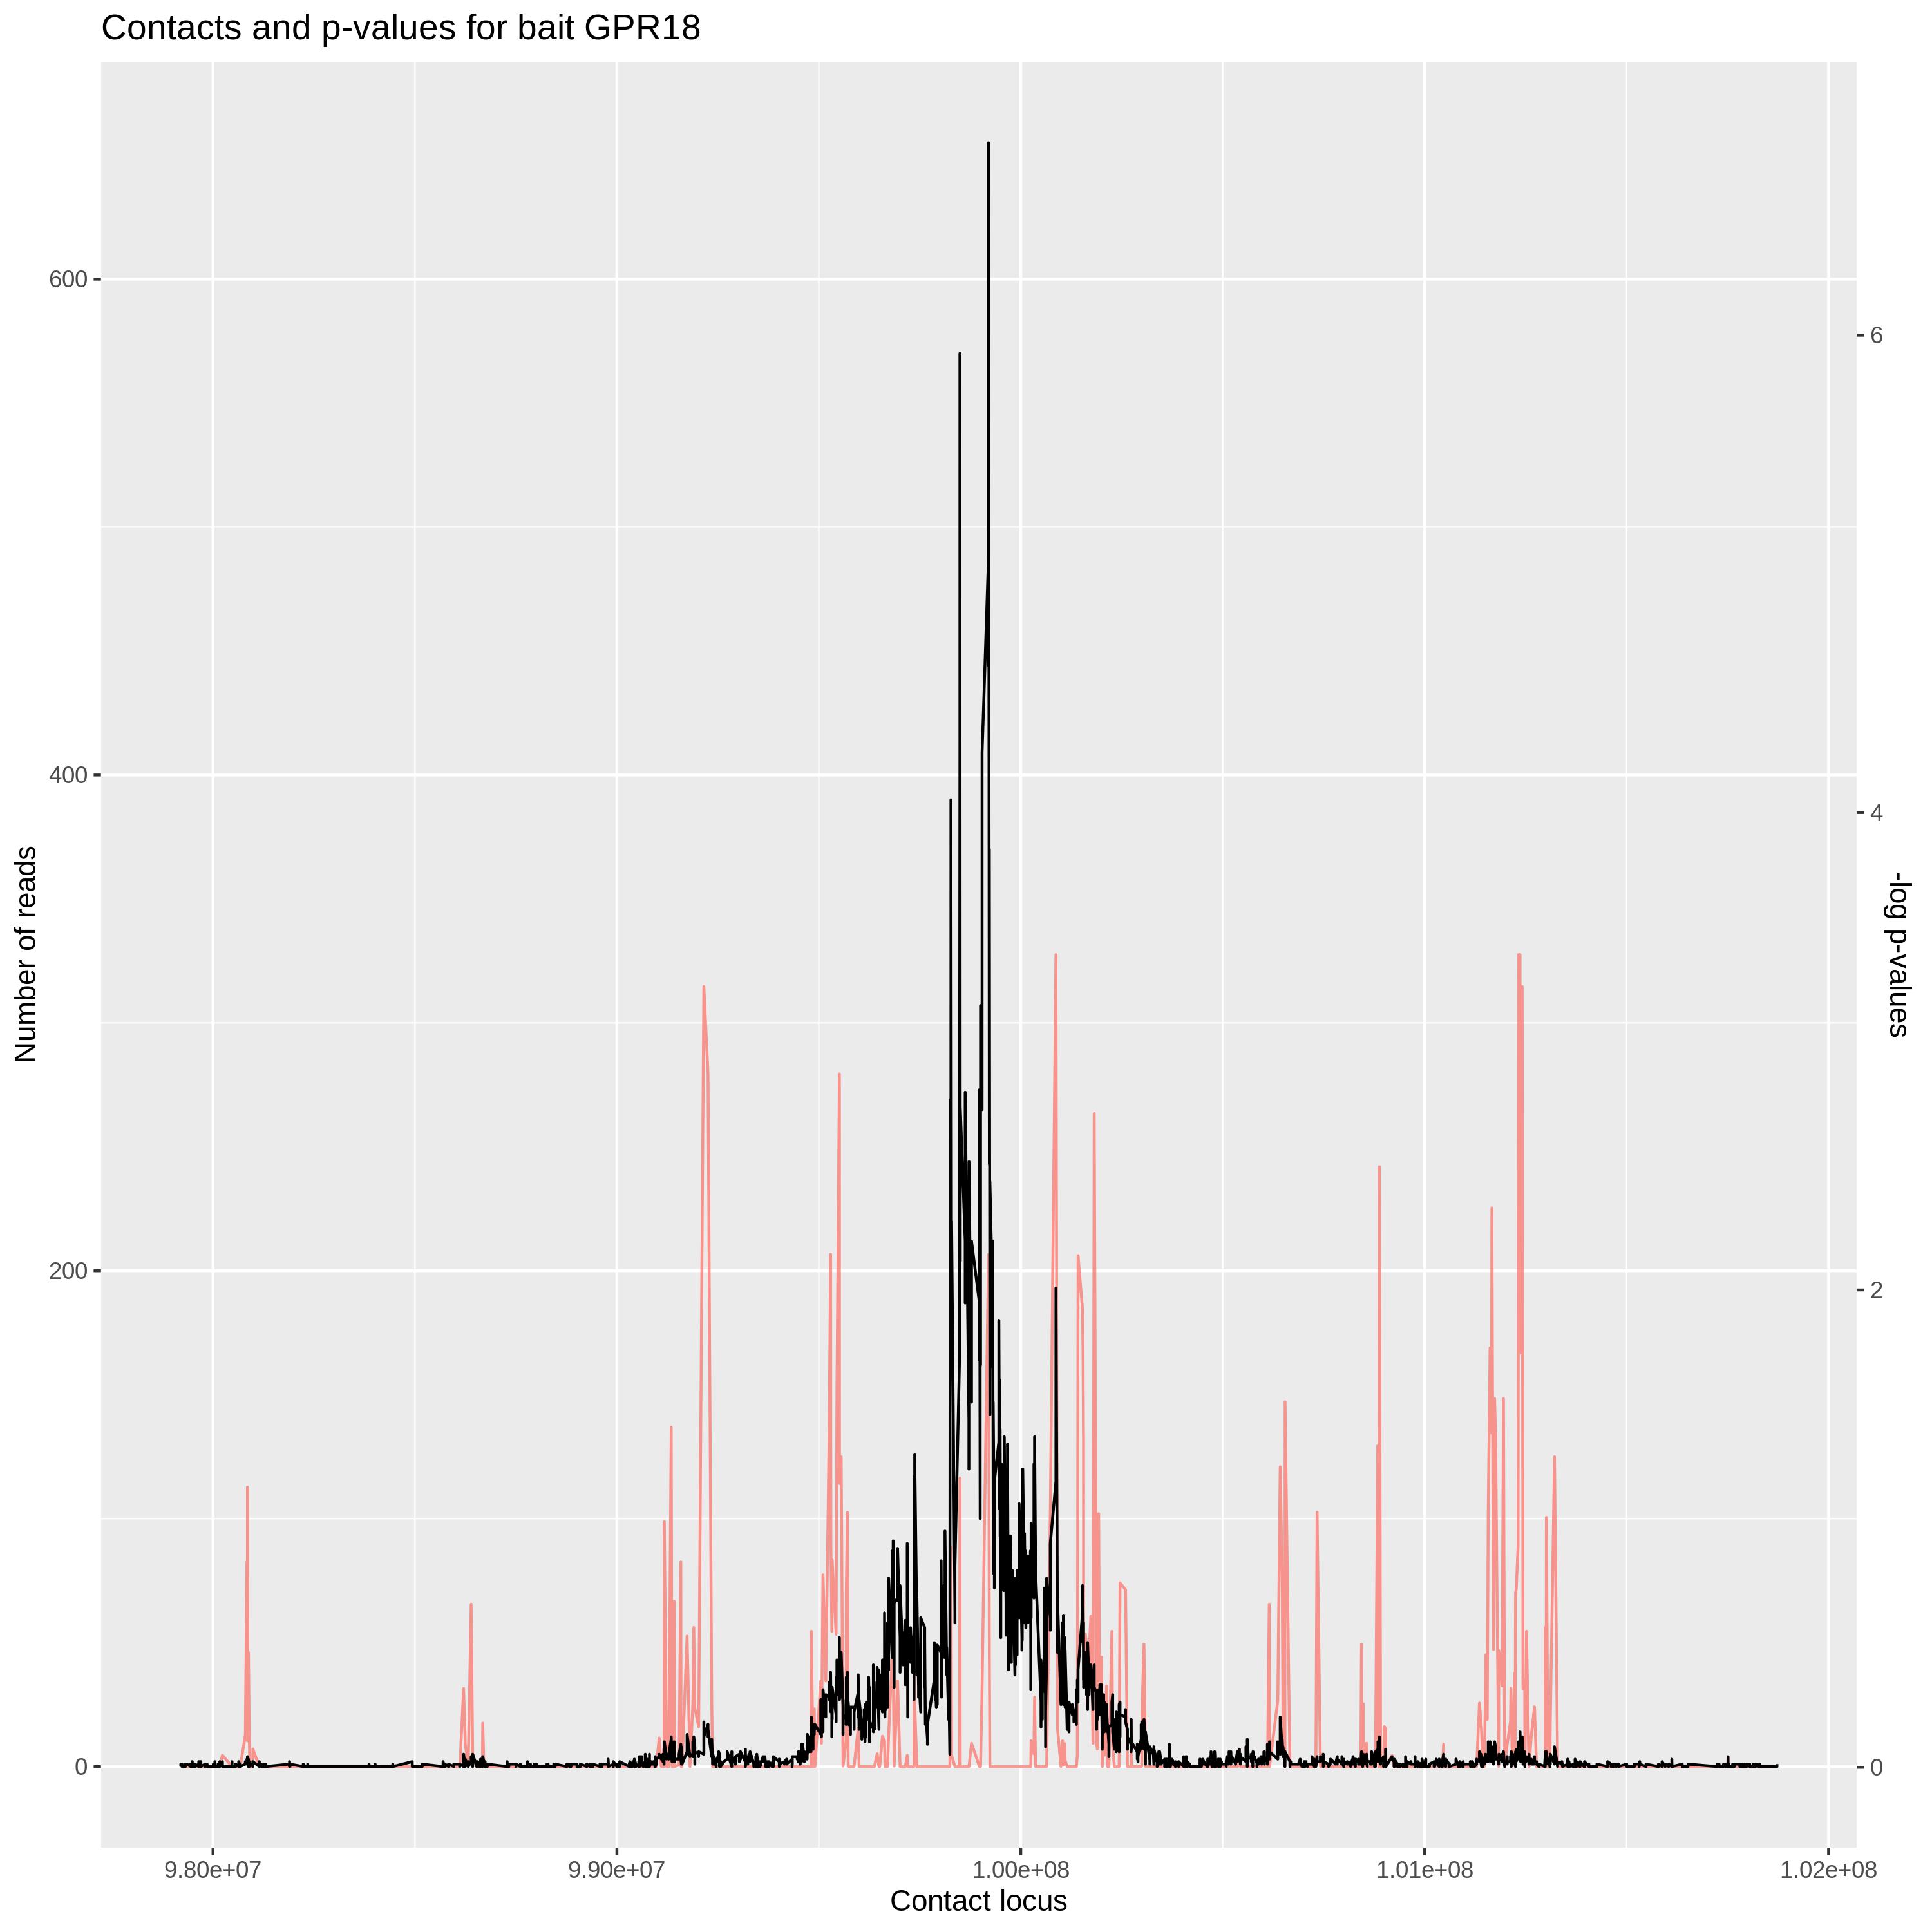 Contacts and p-values for bait GPR18
600
400
200
0
Number of reads
6
4
2
0
-log p-values
9.80e+07
9.90e+07
1.00e+08
1.01e+08
1.02e+08
Contact locus